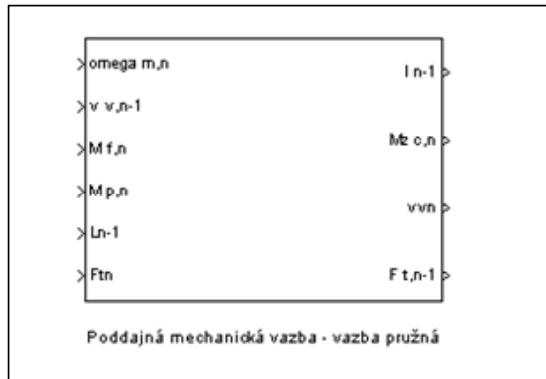 omega m,n
v v,n-1
M f,n
M p,n
Ln-1
Ftn
I n-1
Mz c,n
vvn
F t,n-1
Poddajná mechanická vazba - vazba pružná